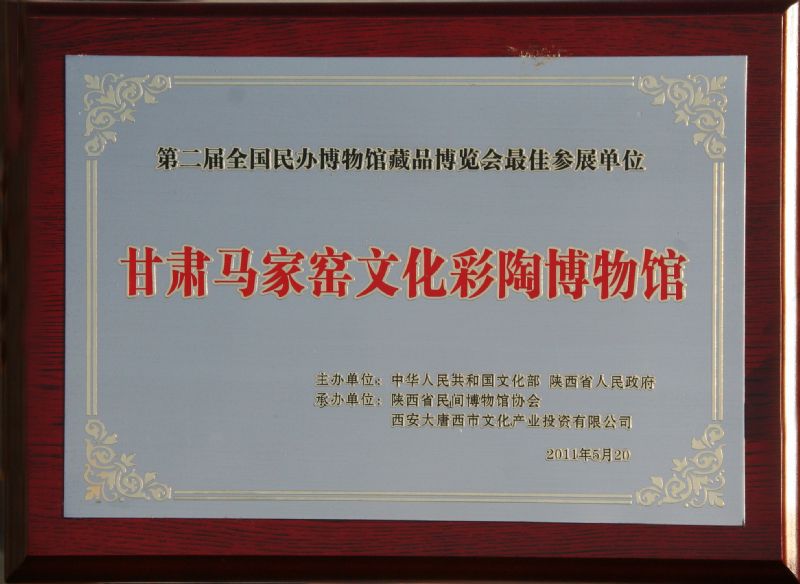 第二届全国民办博物馆藏品博览会最佳参展单位
甘肃马家窑文化彩陶博物馆
主办单位：中华人民共和国文化部 陕西省人民政府
承办单位：陕西省民间博物馆协会
西安大唐西市文化产业投资有限公司
2011年5月20